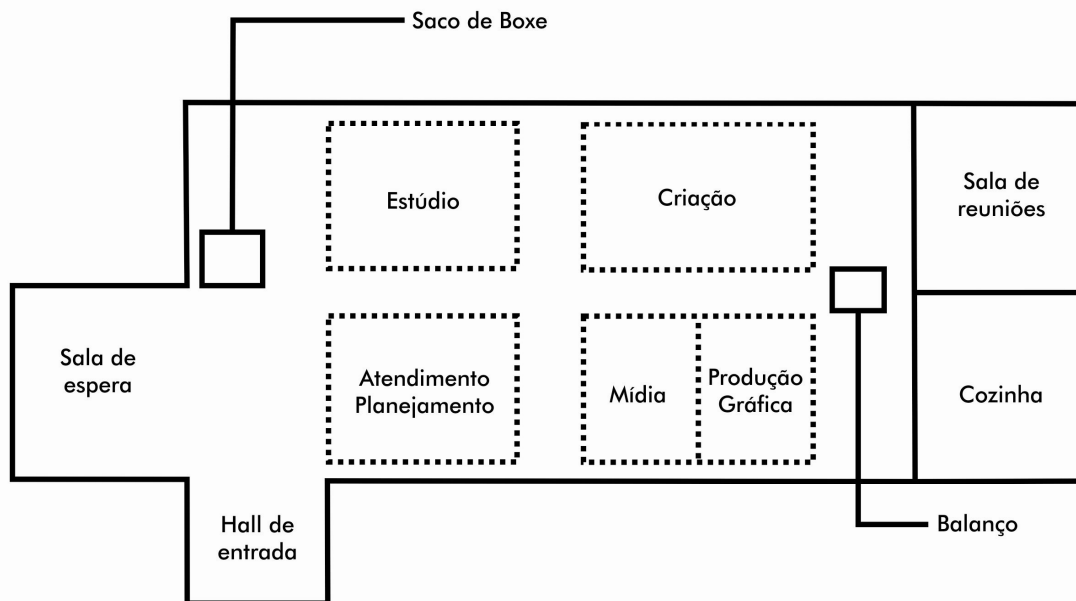 Saco de Boxe
Estúdio
Criação
Sala de
reuniões
Sala de
espera
Atendimento
Planejamento
Mídia
Produção
Gráfica
Cozinha
Hall de
entrada
Balanço